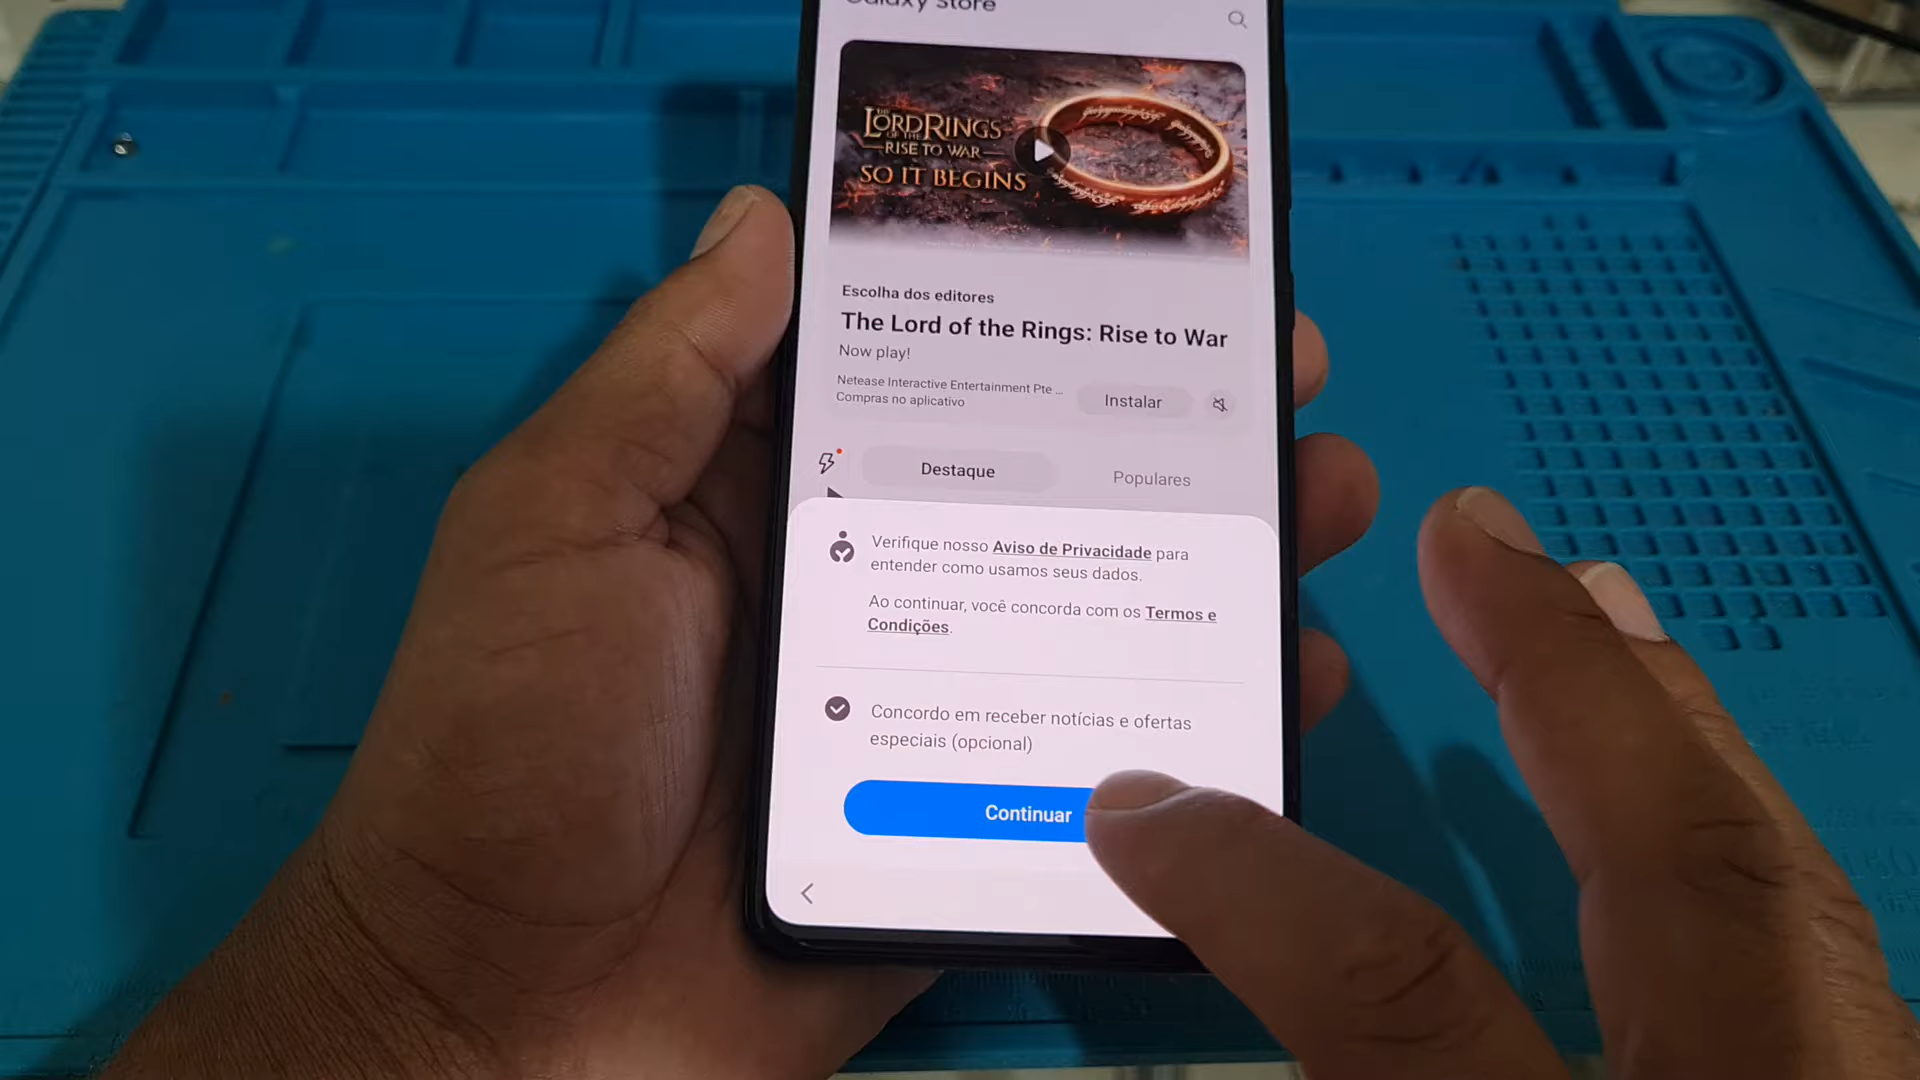 Galaxy Store
THE
LORD RINGS
OF THE
RISE TO WAR
SO IT BEGINS
Escolha dos editores
The Lord of the Rings: Rise to War
Now play!
Netease Interactive Entertainment Pte ...
Compras no aplicativo
Instalar
Destaque
Populares
Verifique nosso Aviso de Privacidade para
entender como usamos seus dados.
Ao continuar, você concorda com os Termos e
Condições.
Concordo em receber notícias e ofertas
especiais (opcional)
Continuar